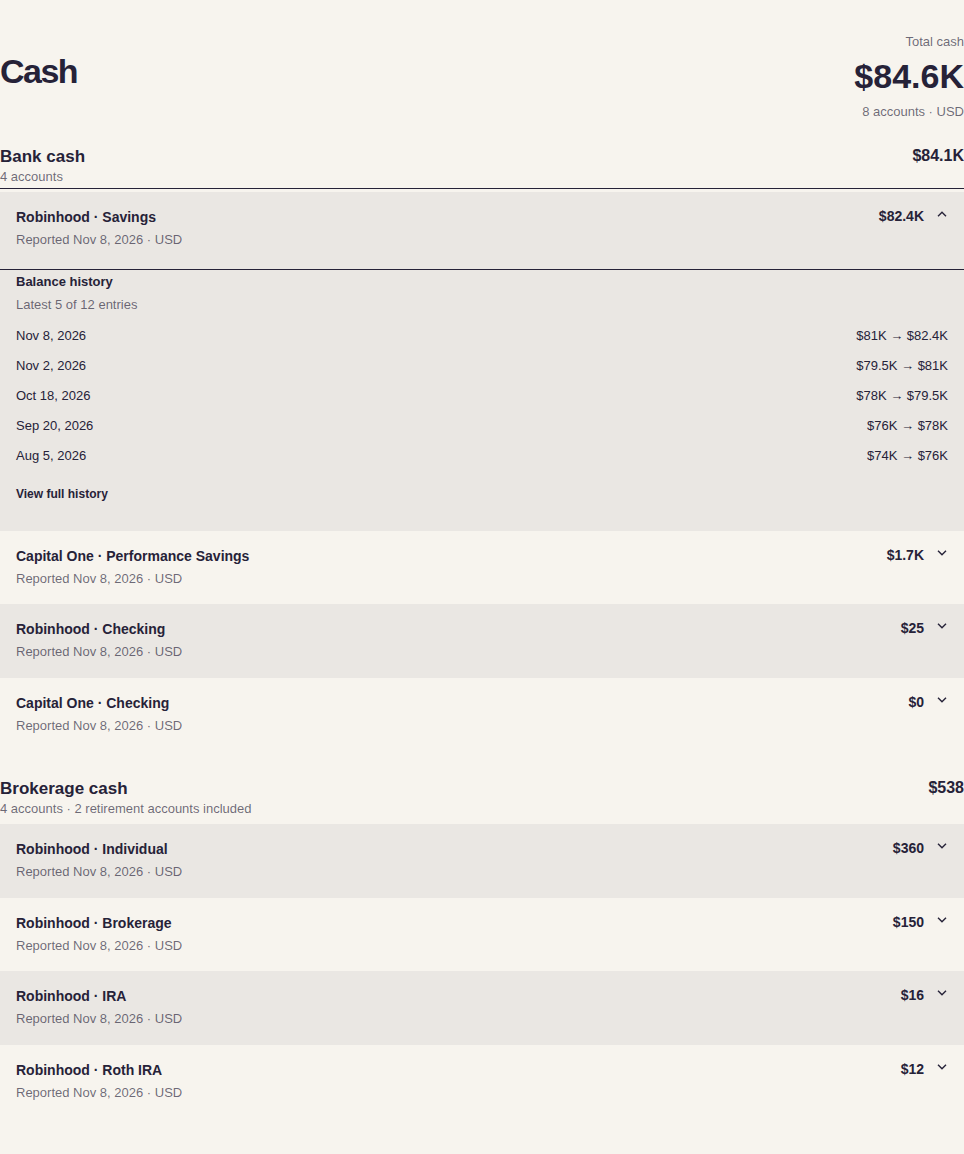 Cash
Total cash
$84.6K
8 accounts · USD
Bank cash
$84.1K
4 accounts
Robinhood · Savings
$82.4K
Reported Nov 8, 2026 · USD
Balance history
Latest 5 of 12 entries
Nov 8, 2026
$81K → $82.4K
Nov 2, 2026
$79.5K → $81K
Oct 18, 2026
$78K → $79.5K
Sep 20, 2026
$76K → $78K
Aug 5, 2026
$74K → $76K
View full history
Capital One · Performance Savings
$1.7K
Reported Nov 8, 2026 · USD
Robinhood · Checking
$25
Reported Nov 8, 2026 · USD
Capital One · Checking
$0
Reported Nov 8, 2026 · USD
Brokerage cash
$538
4 accounts · 2 retirement accounts included
Robinhood · Individual
$360
Reported Nov 8, 2026 · USD
Robinhood · Brokerage
$150
Reported Nov 8, 2026 · USD
Robinhood · IRA
$16
Reported Nov 8, 2026 · USD
Robinhood · Roth IRA
$12
Reported Nov 8, 2026 · USD